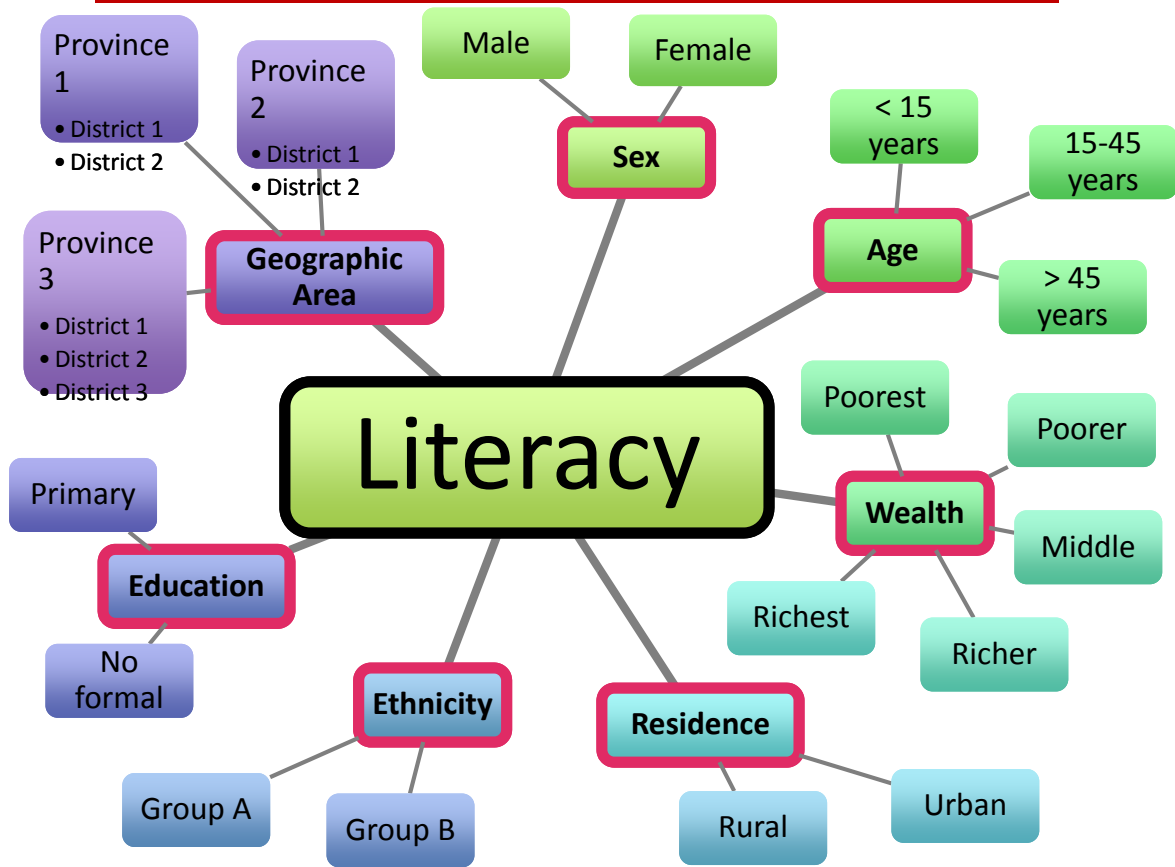 Province
1
• District 1
• District 2
Province
2
• District 1
• District 2
Province
3
• District 1
• District 2
• District 3
Geographic
Area
Male
Female
Sex
< 15
years
15-45
years
> 45
years
Age
Literacy
Poorest
Poorer
Middle
Richer
Richest
Wealth
Primary
Education
No
formal
Ethnicity
Group A
Group B
Residence
Rural
Urban